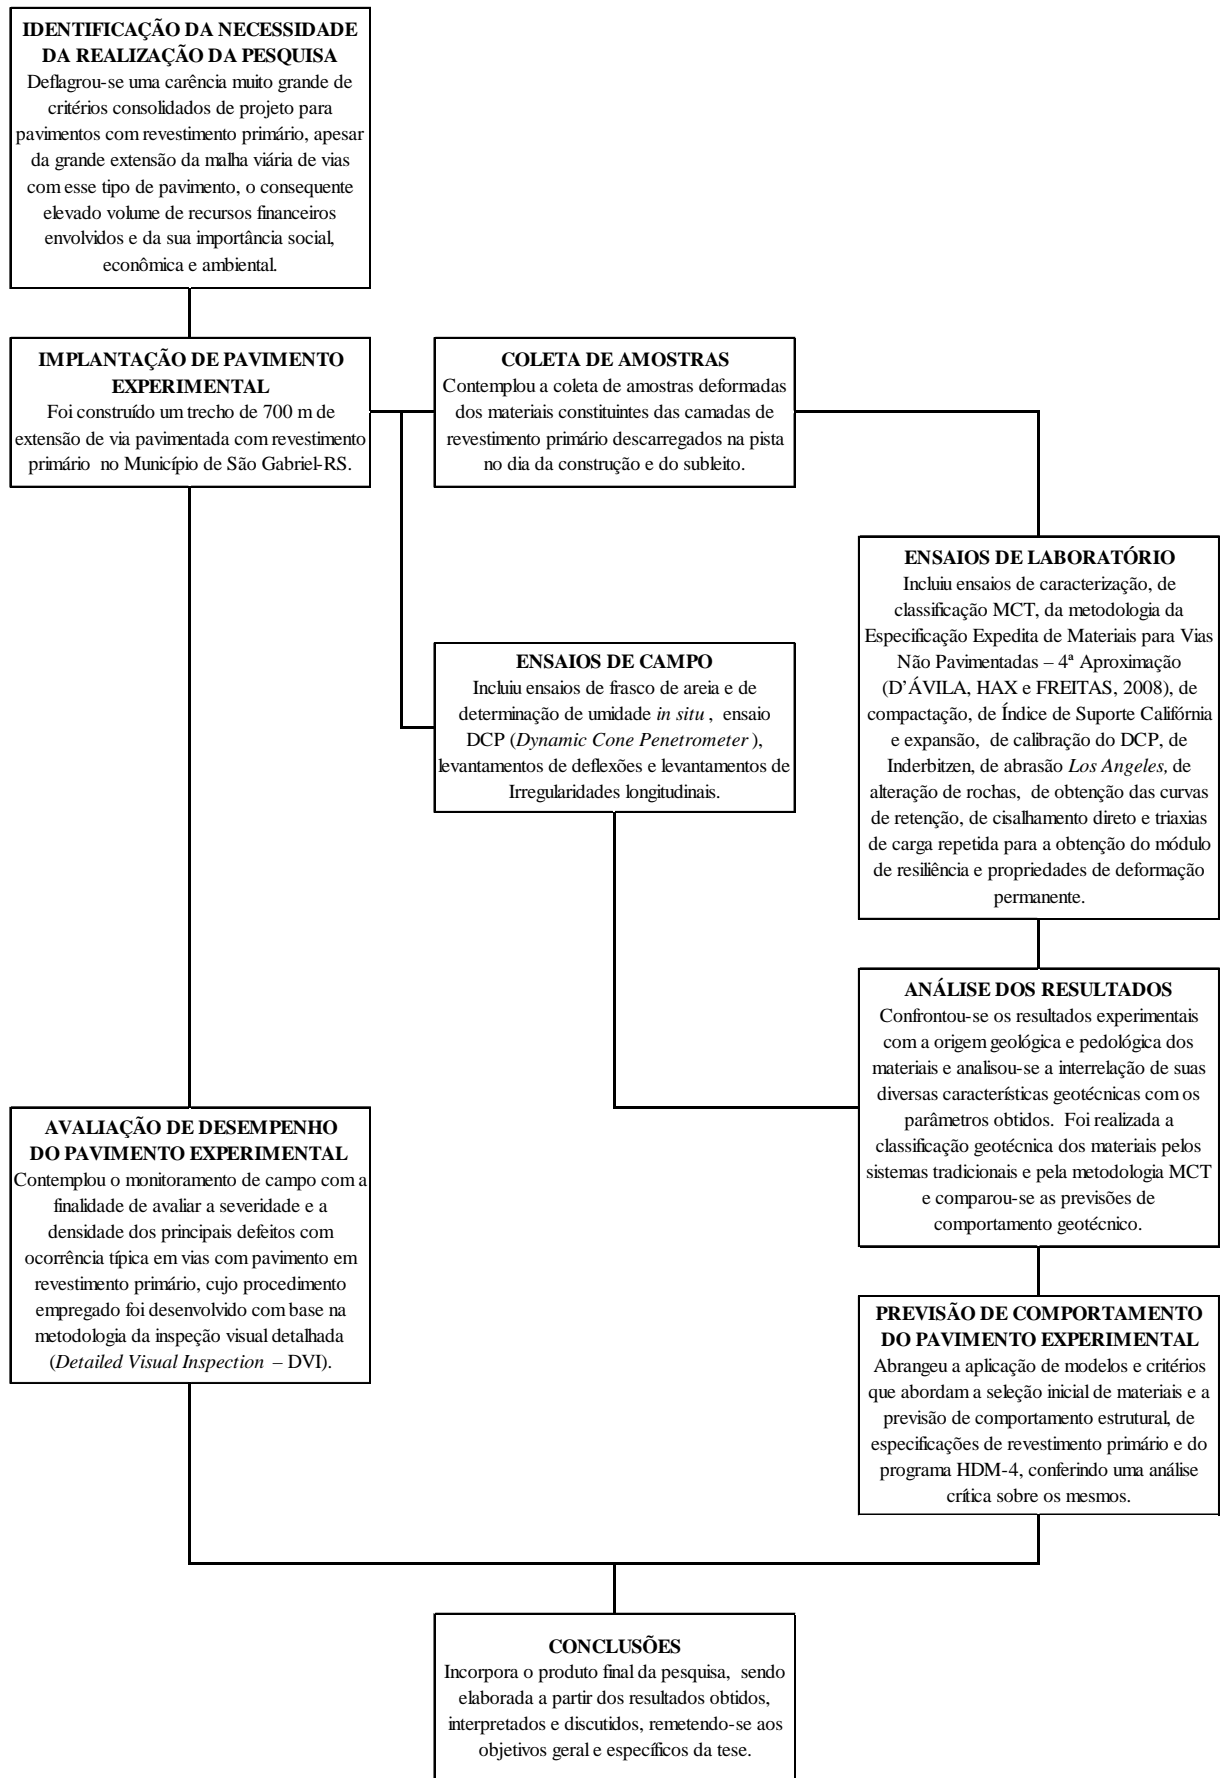 IDENTIFICAÇÃO DA NECESSIDADE
DA REALIZAÇÃO DA PESQUISA
Deflagrou-se uma carência muito grande de
critérios consolidados de projeto para
pavimentos com revestimento primário, apesar
da grande extensão da malha viária de vias
com esse tipo de pavimento, o consequente
elevado volume de recursos financeiros
envolvidos e da sua importância social,
econômica e ambiental.
IMPLANTAÇÃO DE PAVIMENTO
EXPERIMENTAL
Foi construído um trecho de 700 m de
extensão de via pavimentada com revestimento
primário no Município de São Gabriel-RS.
COLETA DE AMOSTRAS
Contemplou a coleta de amostras deformadas
dos materiais constituintes das camadas de
revestimento primário descarregados na pista
no dia da construção e do subleito.
ENSAIOS DE LABORATÓRIO
Incluiu ensaios de caracterização, de
classificação MCT, da metodologia da
Especificação Expedita de Materiais para Vias
Não Pavimentadas – 4ª Aproximação
(D’ÁVILA, HAX e FREITAS, 2008), de
compactação, de Índice de Suporte Califórnia
e expansão, de calibração do DCP, de
Inderbitzen, de abrasão Los Angeles, de
alteração de rochas, de obtenção das curvas
de retenção, de cisalhamento direto e triaxias
de carga repetida para a obtenção do módulo
de resiliência e propriedades de deformação
permanente.
ENSAIOS DE CAMPO
Incluiu ensaios de frasco de areia e de
determinação de umidade in situ , ensaio
DCP (Dynamic Cone Penetrometer ),
levantamentos de deflexões e levantamentos de
Irregularidades longitudinais.
ANÁLISE DOS RESULTADOS
Confrontou-se os resultados experimentais
com a origem geológica e pedológica dos
materiais e analisou-se a interrelação de suas
diversas características geotécnicas com os
parâmetros obtidos. Foi realizada a
classificação geotécnica dos materiais pelos
sistemas tradicionais e pela metodologia MCT
e comparou-se as previsões de
comportamento geotécnico.
AVALIAÇÃO DE DESEMPENHO
DO PAVIMENTO EXPERIMENTAL
Contemplou o monitoramento de campo com a
finalidade de avaliar a severidade e a
densidade dos principais defeitos com
ocorrência típica em vias com pavimento em
revestimento primário, cujo procedimento
empregado foi desenvolvido com base na
metodologia da inspeção visual detalhada
(Detailed Visual Inspection – DVI).
PREVISÃO DE COMPORTAMENTO
DO PAVIMENTO EXPERIMENTAL
Abrangeu a aplicação de modelos e critérios
que abordam a seleção inicial de materiais e a
previsão de comportamento estrutural, de
especificações de revestimento primário e do
programa HDM-4, conferindo uma análise
crítica sobre os mesmos.
CONCLUSÕES
Incorpora o produto final da pesquisa, sendo
elaborada a partir dos resultados obtidos,
interpretados e discutidos, remetendo-se aos
objetivos geral e específicos da tese.